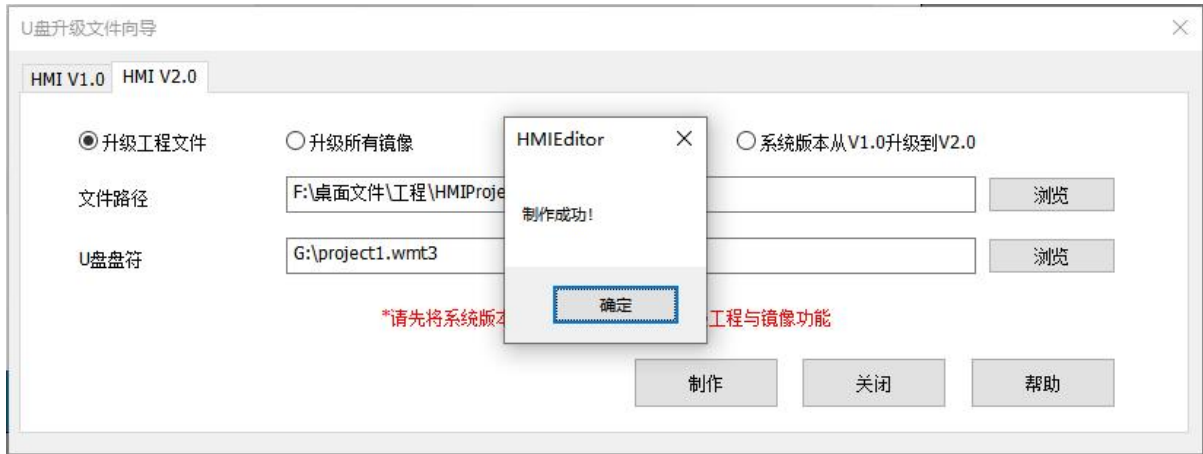 U盘升级文件向导
HMI V1.0 HMI V2.0
升级工程文件 升级所有镜像 系统版本从V1.0升级到V2.0
HMIEditor
制作成功!
确定
文件路径 F:\桌面文件\工程\HMIProje 浏览
U盘盘符 G:\project1.wmt3 浏览
*请先将系统版 工程与镜像功能
制作 关闭 帮助